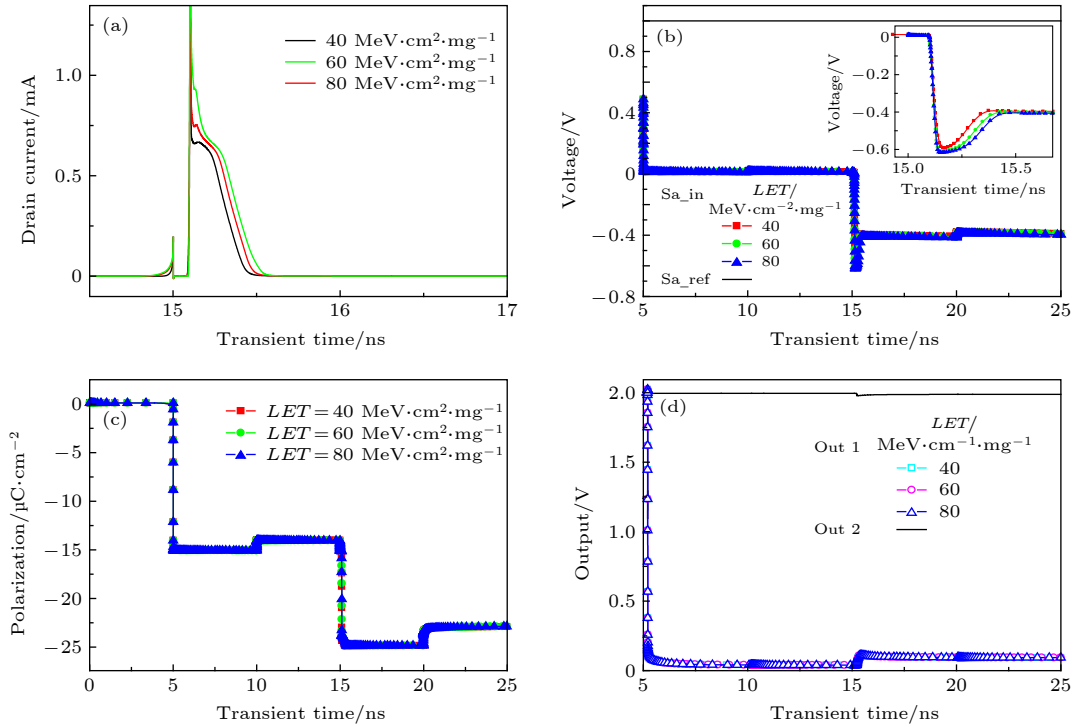 (a)
40 MeV·cm²·mg⁻¹
60 MeV·cm²·mg⁻¹
80 MeV·cm²·mg⁻¹
1.0
0.5
0
15
16
17
Drain current/mA
Transient time/ns
(b)
0.8
0.4
0
−0.4
−0.8
5
10
15
20
25
Voltage/V
Transient time/ns
Sa_in
LET/
MeV·cm⁻²·mg⁻¹
40
60
80
Sa_ref
0
−0.2
−0.4
−0.6
15.0
15.5
Voltage/V
Transient time/ns
(c)
LET = 40 MeV·cm²·mg⁻¹
LET = 60 MeV·cm²·mg⁻¹
LET = 80 MeV·cm²·mg⁻¹
0
−5
−10
−15
−20
−25
0
5
10
15
20
25
Polarization/μC·cm⁻²
Transient time/ns
(d)
2.0
1.5
1.0
0.5
0
5
10
15
20
25
Output/V
Transient time/ns
Out 1
LET/
MeV·cm⁻¹·mg⁻¹
40
60
80
Out 2